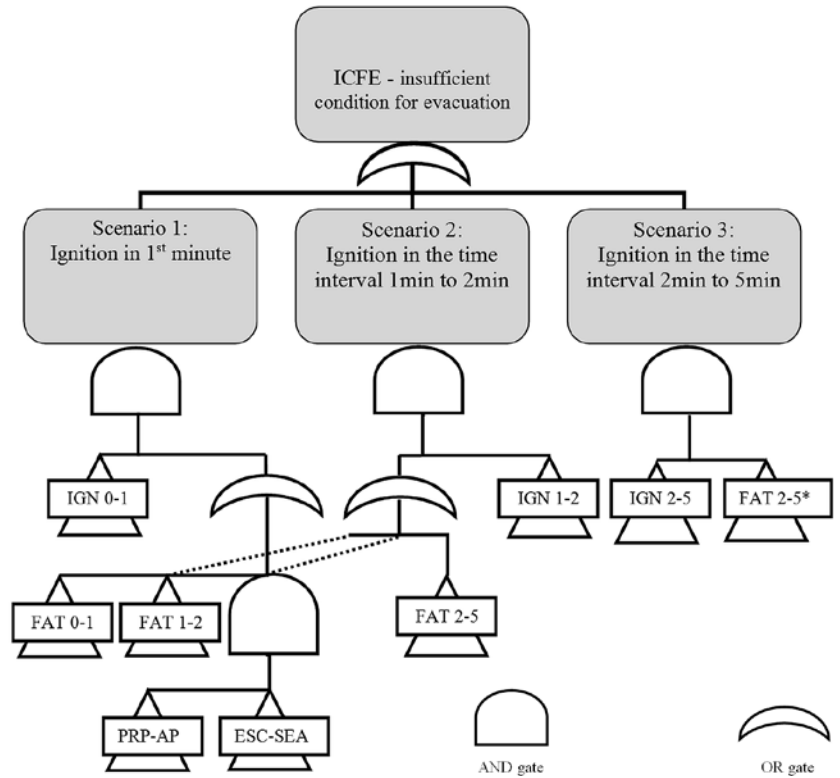 ICFE - insufficient
condition for evacuation
Scenario 1:
Ignition in 1st minute
Scenario 2:
Ignition in the time
interval 1min to 2min
Scenario 3:
Ignition in the time
interval 2min to 5min
IGN 0-1
IGN 1-2
IGN 2-5
FAT 2-5*
FAT 0-1
FAT 1-2
FAT 2-5
PRP-AP
ESC-SEA
AND gate
OR gate